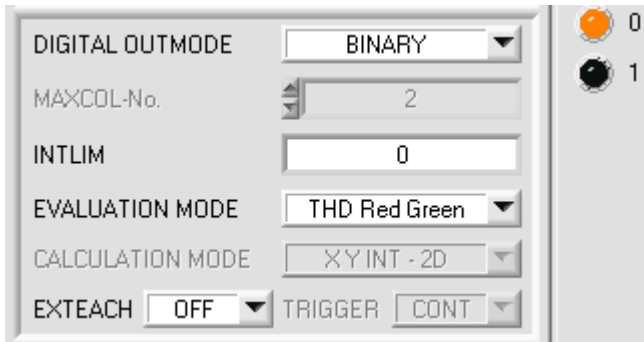 DIGITAL OUTMODE BINARY
MAXCOL-No. 2
INTLIM 0
EVALUATION MODE THD Red Green
CALCULATION MODE X Y INT - 2D
EXTEACH OFF TRIGGER CONT
0
1